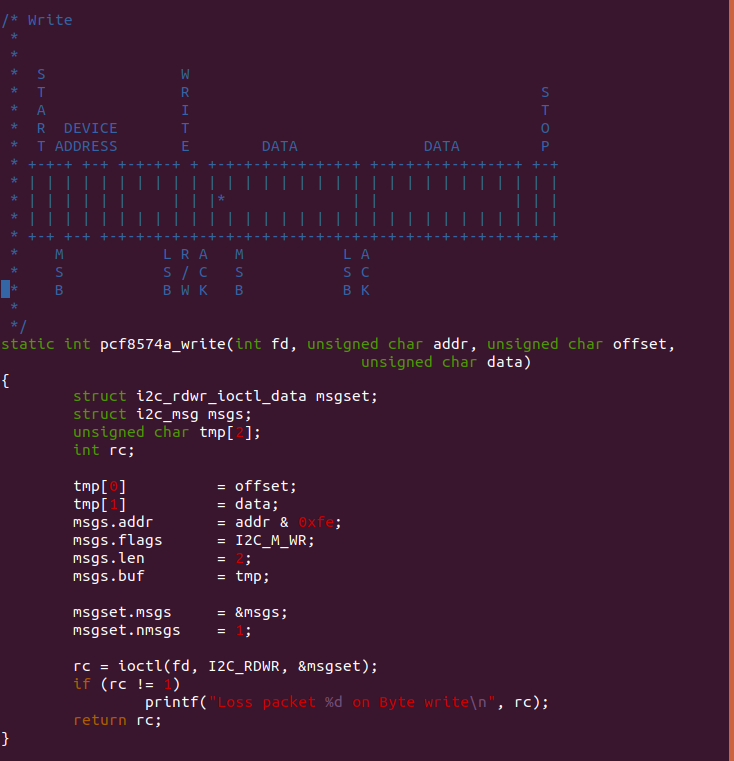 /* Write
 *
 *
 *  S               W
 *  T               R                                       S
 *  A               I                                       T
 *  R  DEVICE       T                                       O
 *  T ADDRESS       E        DATA              DATA         P
 * +-+-+ +-+ +-+-+-+ + +-+-+-+-+-+-+-+-+ +-+-+-+-+-+-+-+-+ +-+
 * | | | | | | | | | | | | | | | | | | | | | | | | | | | | | |
 * | | | | | |     | | |*              | |               | | |
 * | | | | | | | | | | | | | | | | | | | | | | | | | | | | | |
 * +-+ +-+ +-+-+-+-+-+-+-+-+-+-+-+-+-+-+-+-+-+-+-+-+-+-+-+-+-+
 *    M           L R A   M           L A
 *    S           S / C   S           S C
 *    B           B W K   B           B K
 *
 */
static int pcf8574a_write(int fd, unsigned char addr, unsigned char offset,
                                        unsigned char data)
{
        struct i2c_rdwr_ioctl_data msgset;
        struct i2c_msg msgs;
        unsigned char tmp[2];
        int rc;

        tmp[0]          = offset;
        tmp[1]          = data;
        msgs.addr       = addr & 0xfe;
        msgs.flags      = I2C_M_WR;
        msgs.len        = 2;
        msgs.buf        = tmp;

        msgset.msgs     = &msgs;
        msgset.nmsgs    = 1;

        rc = ioctl(fd, I2C_RDWR, &msgset);
        if (rc != 1)
                printf("Loss packet %d on Byte write\n", rc);
        return rc;
}